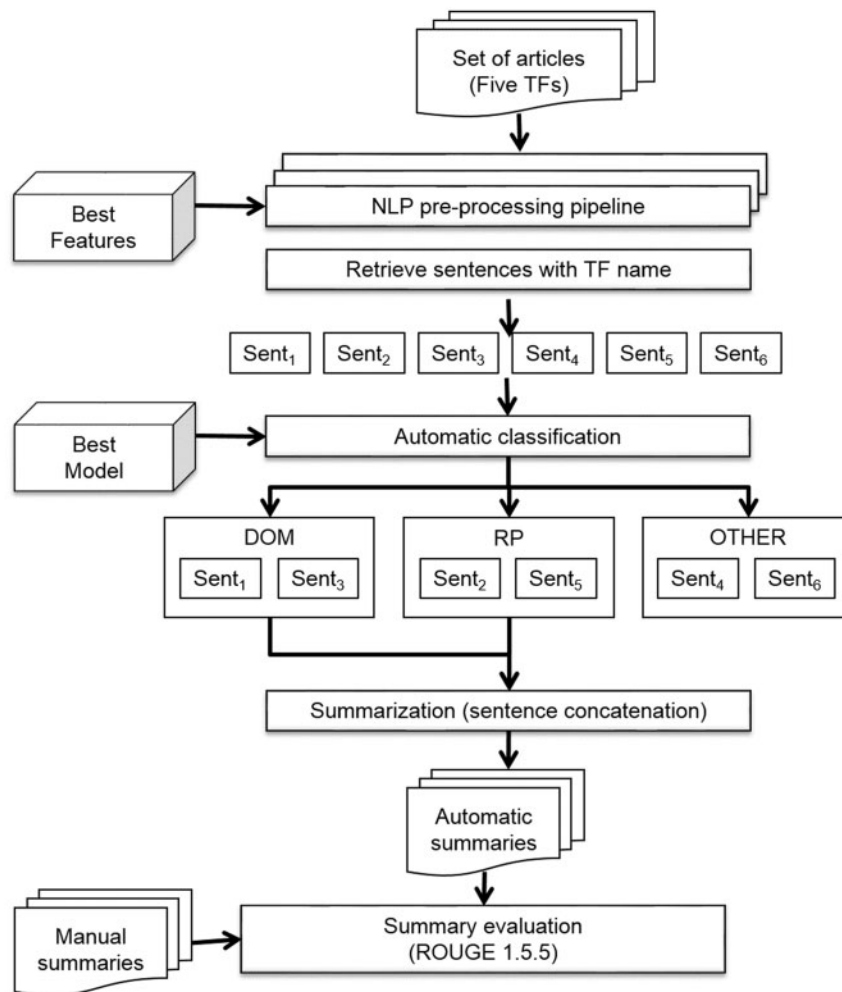 Set of articles
(Five TFs)
Best
Features
NLP pre-processing pipeline
Retrieve sentences with TF name
Sent₁ Sent₂ Sent₃ Sent₄ Sent₅ Sent₆
Best
Model
Automatic classification
DOM RP OTHER
Sent₁ Sent₃ Sent₂ Sent₅ Sent₄ Sent₆
Summarization (sentence concatenation)
Automatic
summaries
Manual
summaries
Summary evaluation
(ROUGE 1.5.5)